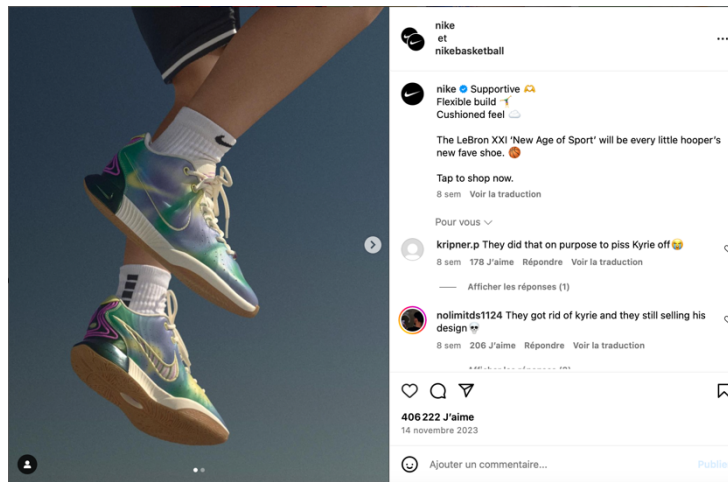 nike
et
nikebasketball
nike Supportive 🫶
Flexible build 🤸
Cushioned feel ☁️
The LeBron XXI ‘New Age of Sport’ will be every little hooper’s
new fave shoe. 🏀
Tap to shop now.
8 sem Voir la traduction
Pour vous
kripner.p They did that on purpose to piss Kyrie off😭
8 sem 178 J’aime Répondre Voir la traduction
Afficher les réponses (1)
nolimitds1124 They got rid of kyrie and they still selling his
design 💀
8 sem 206 J’aime Répondre Voir la traduction
406 222 J’aime
14 novembre 2023
Ajouter un commentaire...
Publie